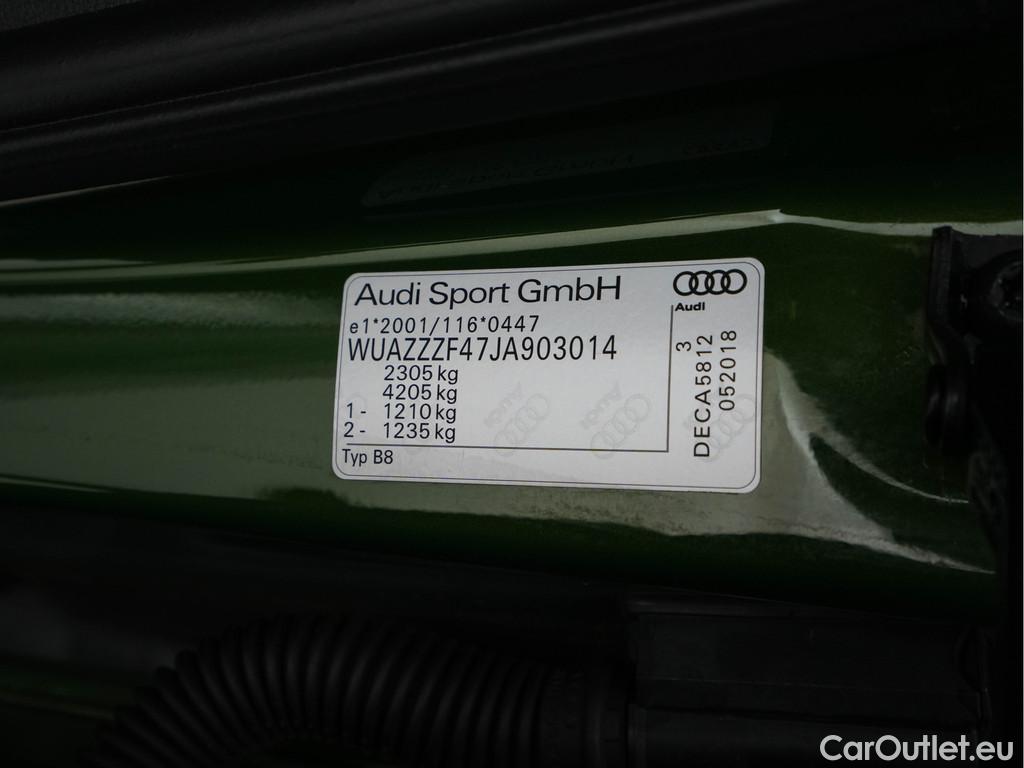 Audi Sport GmbH
Audi
e1*2001/116*0447
WUAZZZF47JA903014
2305 kg
4205 kg
1 - 1210 kg
2 - 1235 kg
Typ B8
3
DECA5812
052018
CarOutlet.eu